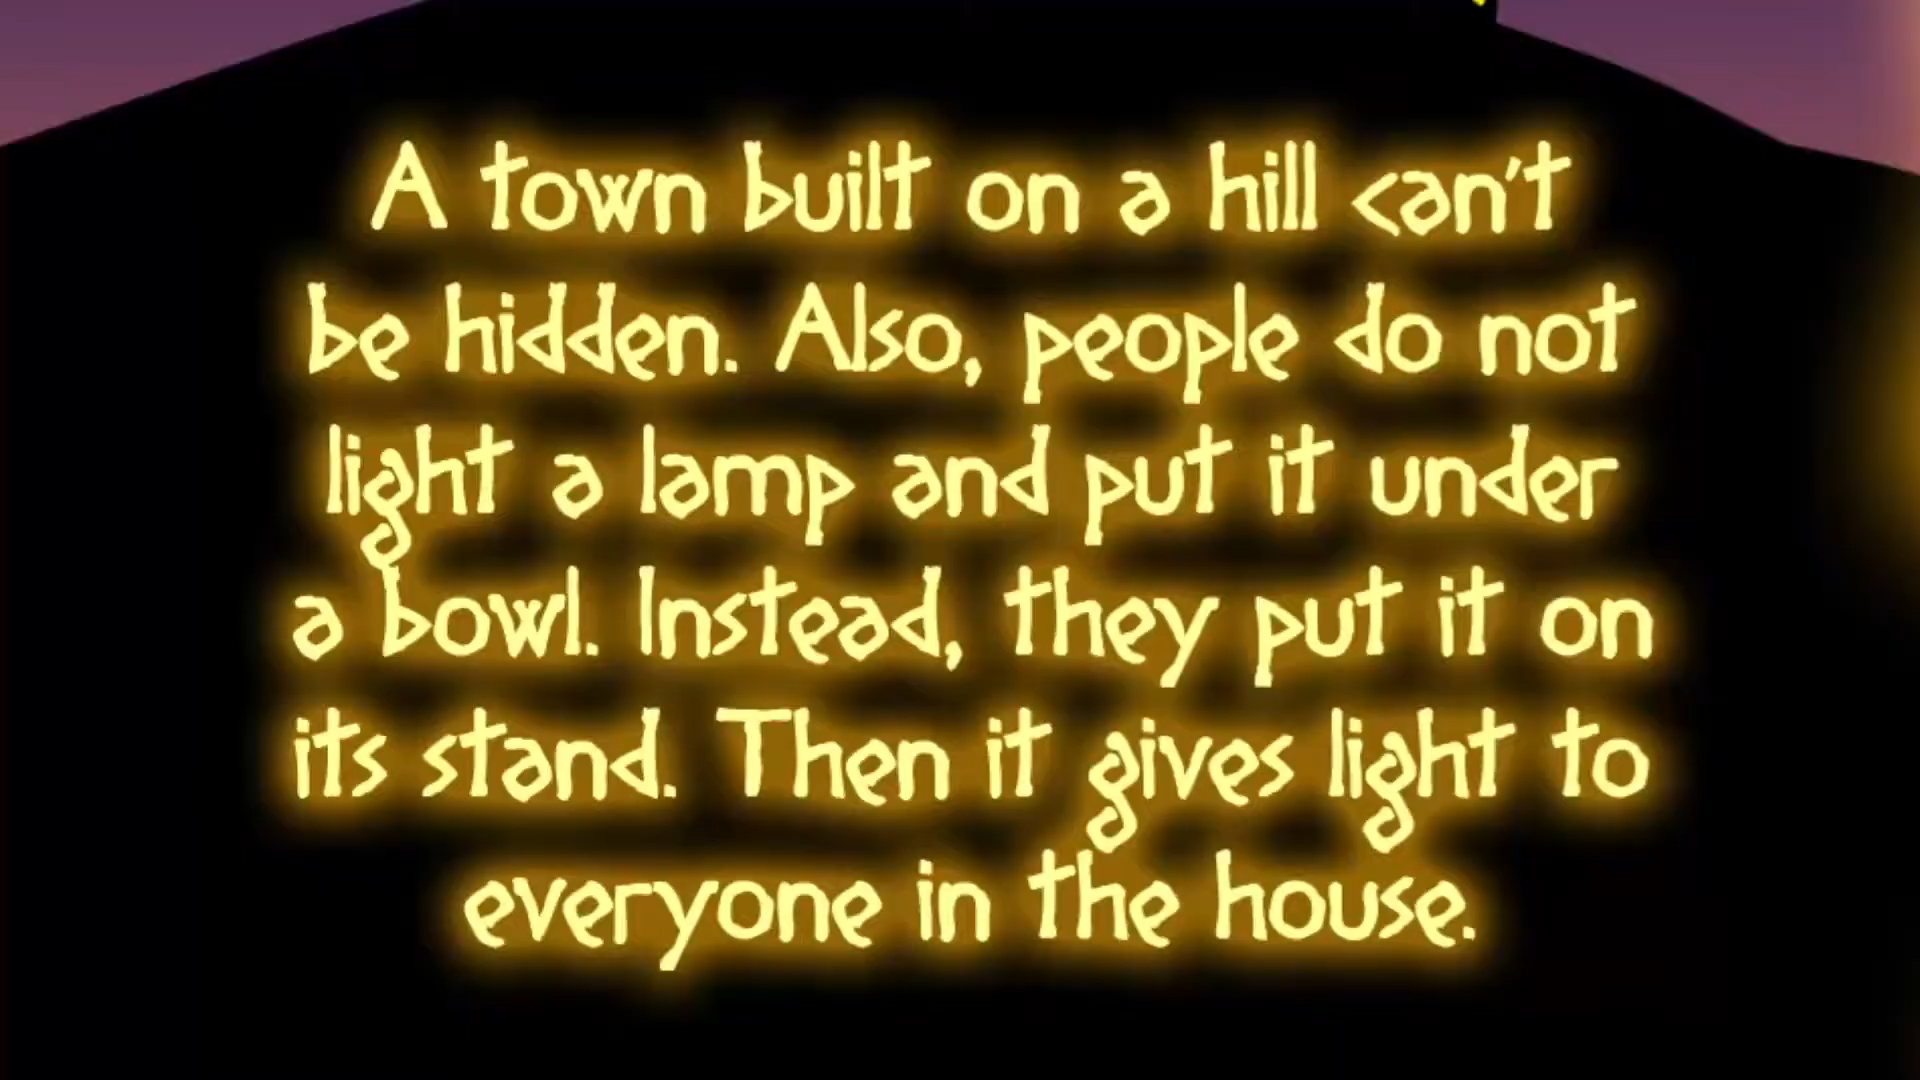 A town built on a hill can't
be hidden. Also, people do not
light a lamp and put it under
a bowl. Instead, they put it on
its stand. Then it gives light to
everyone in the house.